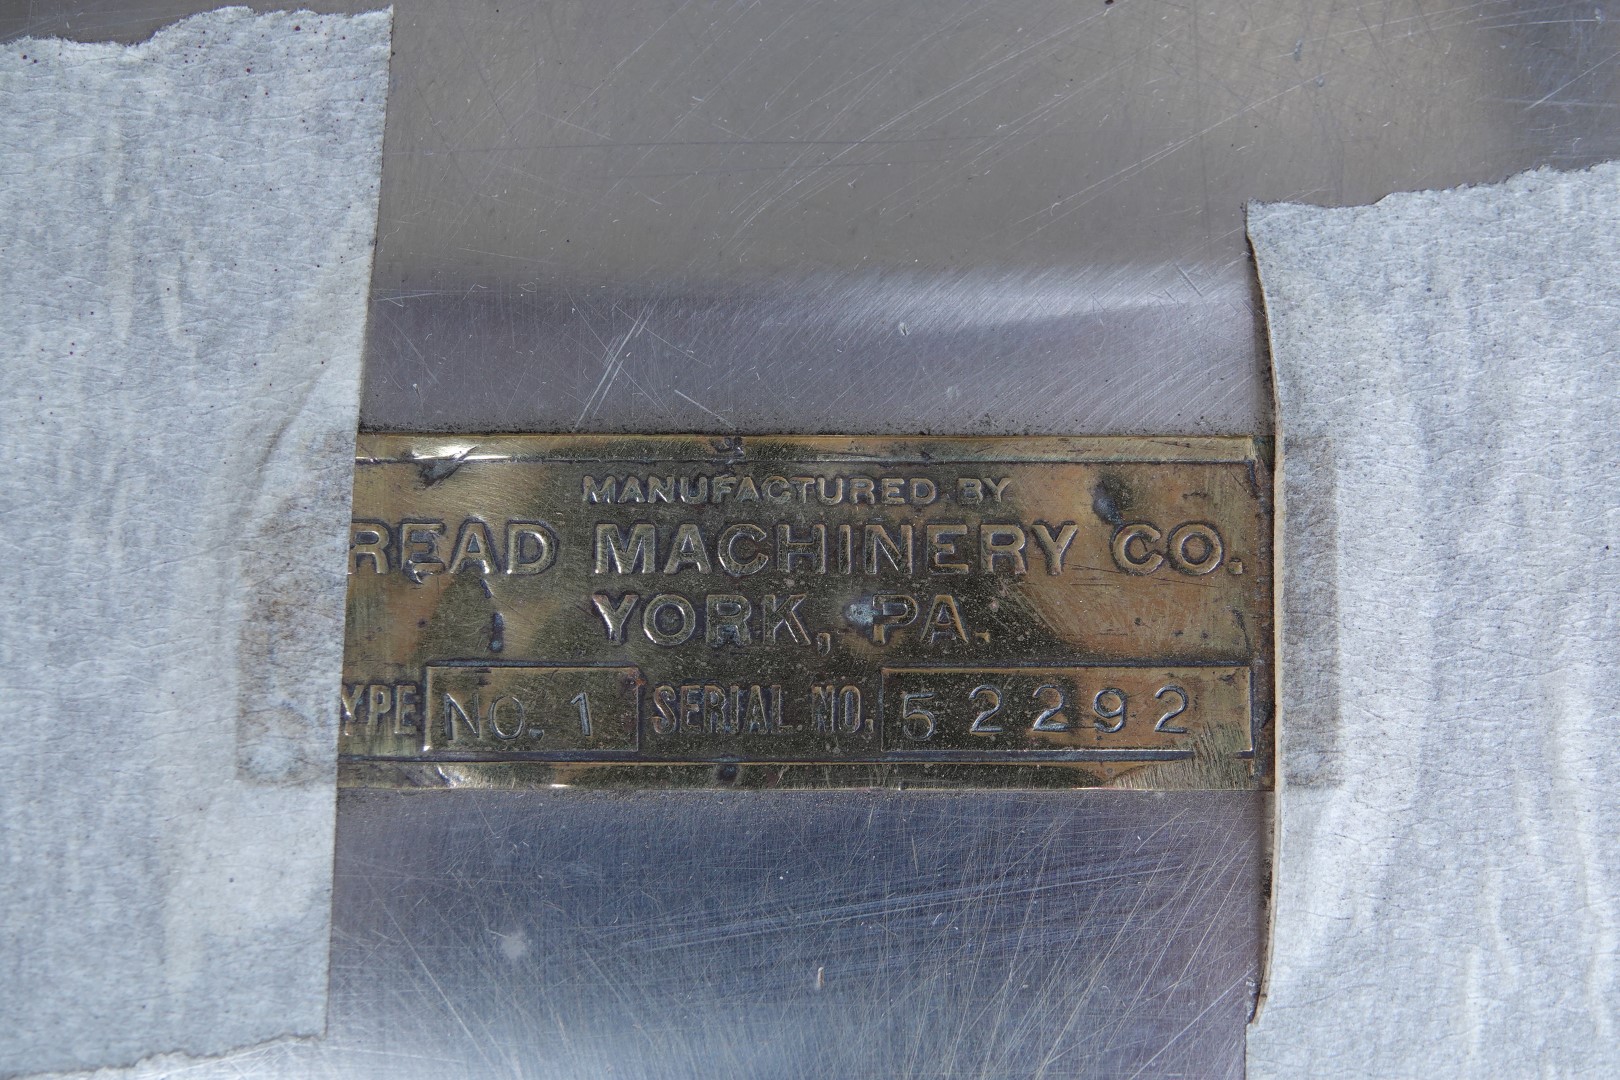 MANUFACTURED BY
READ MACHINERY CO.
YORK, PA.
YPE NO. 1 SERIAL NO. 52292